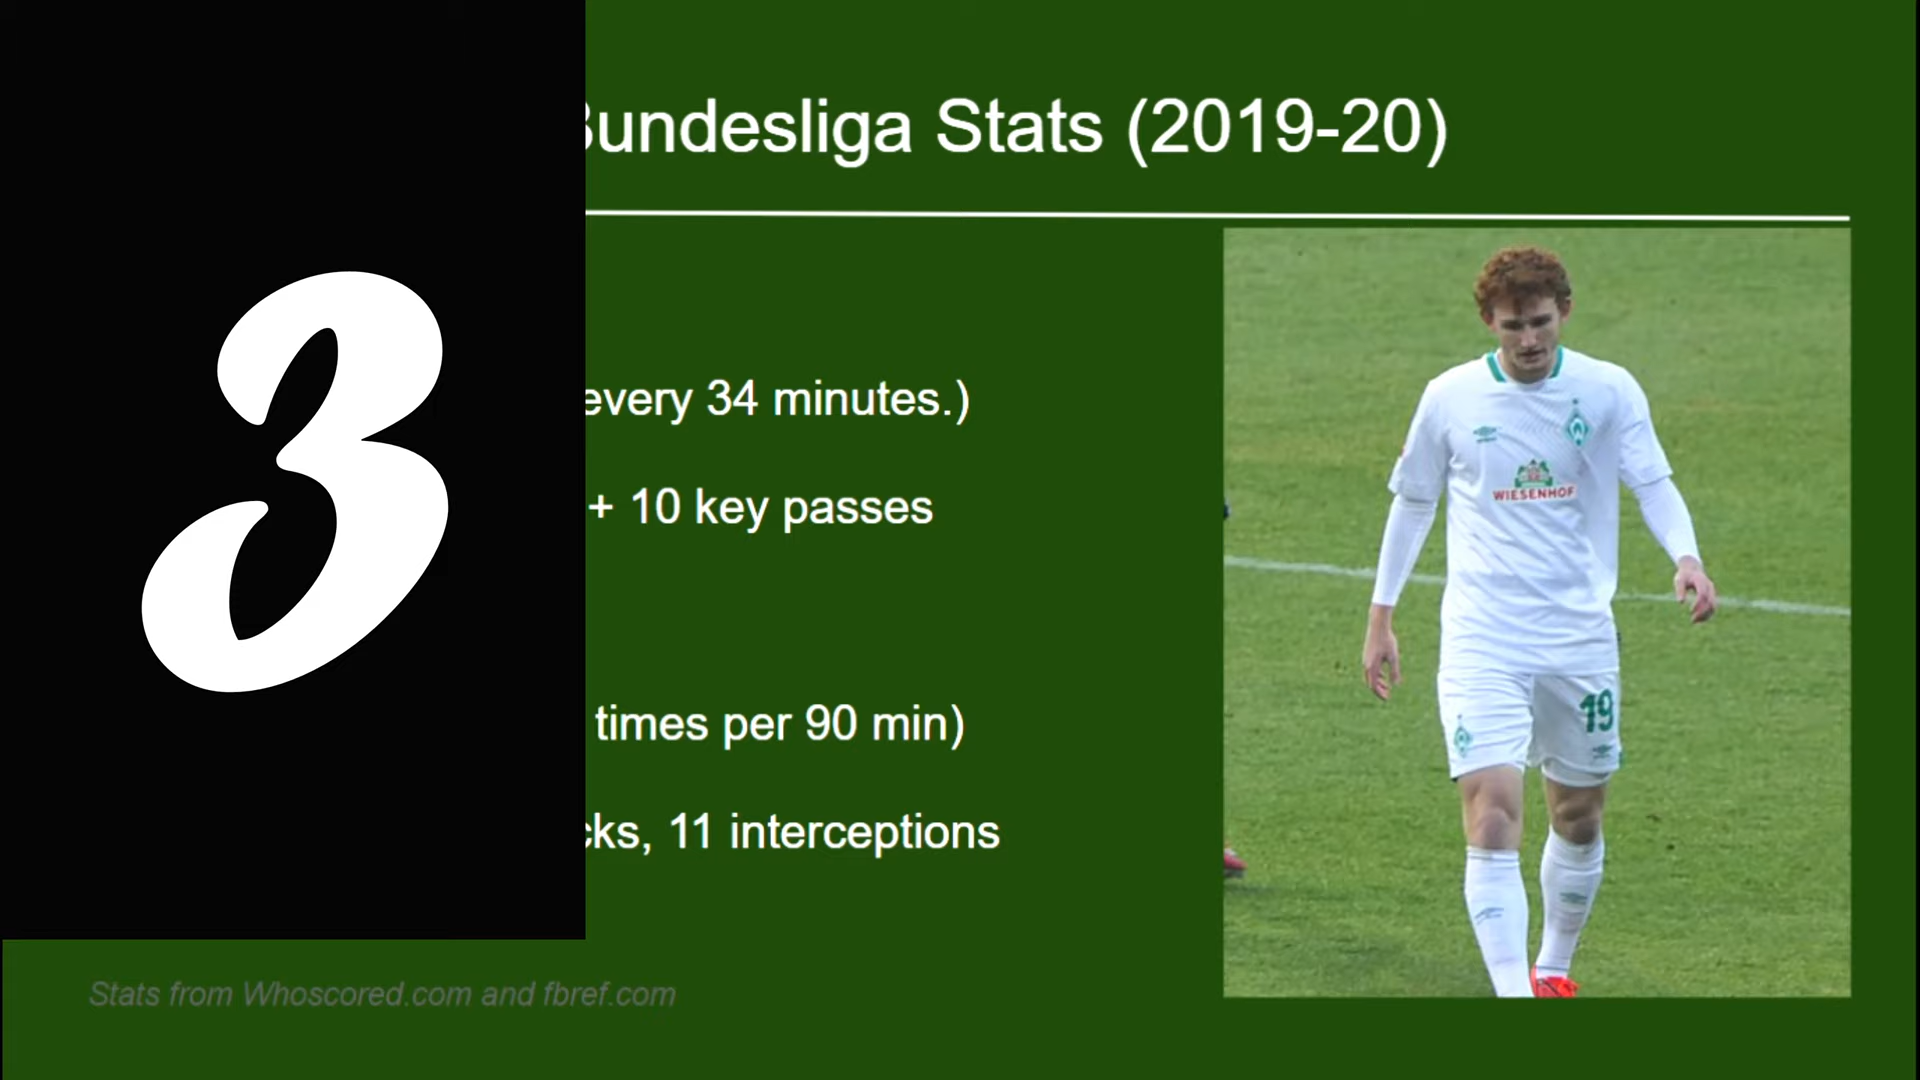 3
Bundesliga Stats (2019-20)
every 34 minutes.)
+ 10 key passes
times per 90 min)
cks, 11 interceptions
WIESENHOF
19
Stats from Whoscored.com and fbref.com